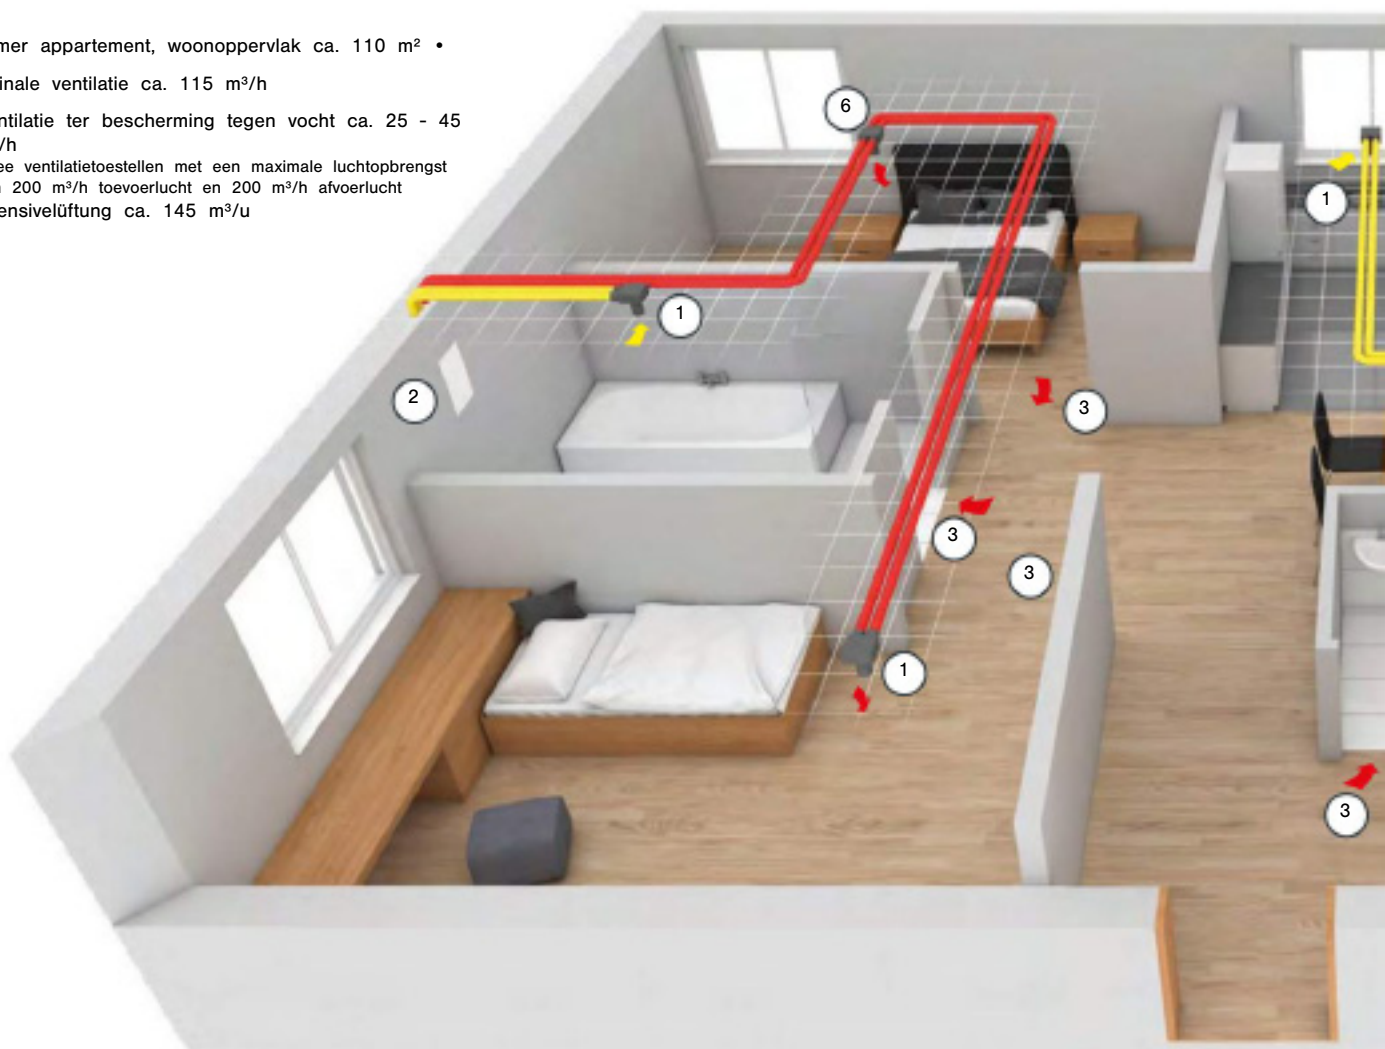 mer appartement, woonoppervlak ca. 110 m² •
inale ventilatie ca. 115 m³/h
ntilatie ter bescherming tegen vocht ca. 25 - 45
/h
ee ventilatietoestellen met een maximale luchtopbrengst
200 m³/h toevoerlucht en 200 m³/h afvoerlucht
ensivelüftung ca. 145 m³/u
6
1
1
2
3
3
3
1
3